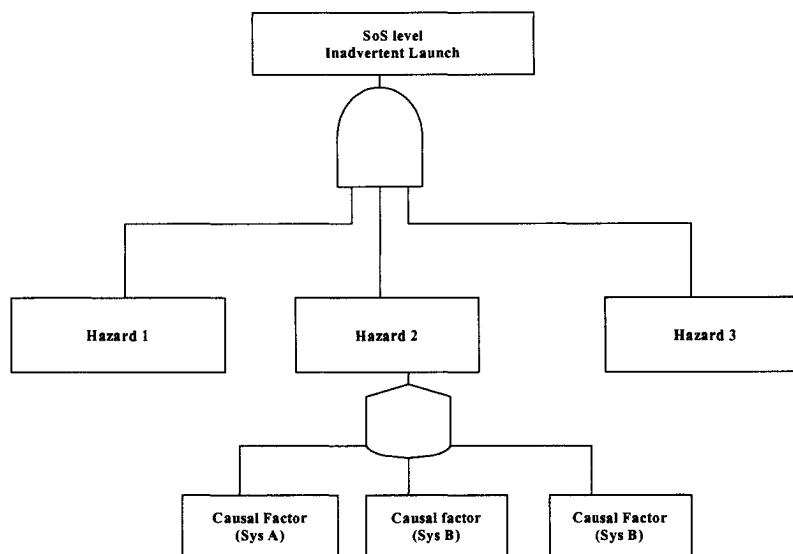 SoS level
Inadvertent Launch
Hazard 1
Hazard 2
Hazard 3
Causal Factor
(Sys A)
Causal factor
(Sys B)
Causal Factor
(Sys B)